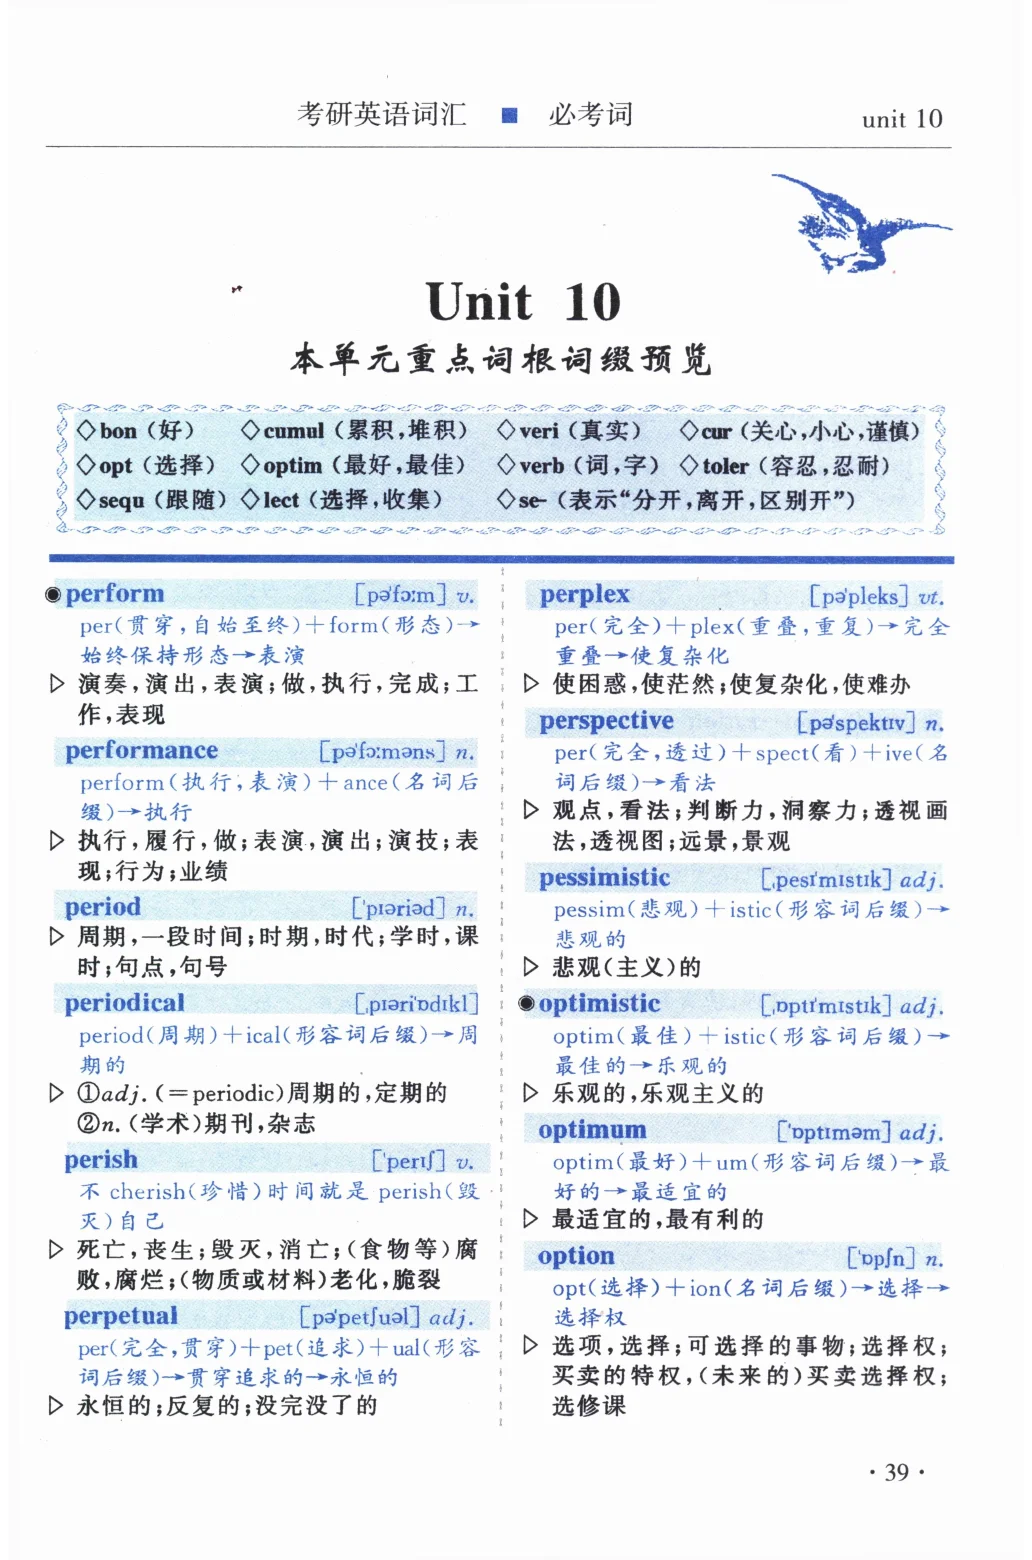 考研英语词汇 ■ 必考词
unit 10
Unit 10
本单元重点词根词缀预览
◇bon（好） ◇cumul（累积,堆积） ◇veri（真实） ◇cur（关心,小心,谨慎）
◇opt（选择） ◇optim（最好,最佳） ◇verb（词,字） ◇toler（容忍,忍耐）
◇sequ（跟随） ◇lect（选择,收集） ◇se-（表示“分开,离开,区别开”）
◉perform [pə'fɔːm] v.
per(贯穿,自始至终)+form(形态)→
始终保持形态→表演
▷ 演奏,演出,表演;做,执行,完成;工
作,表现
performance [pə'fɔːməns] n.
perform(执行,表演)+ance(名词后
缀)→执行
▷ 执行,履行,做;表演,演出;演技;表
现;行为;业绩
period ['pɪəriəd] n.
▷ 周期,一段时间;时期,时代;学时,课
时;句点,句号
periodical [ˌpɪəri'ɒdɪkl]
period(周期)+ical(形容词后缀)→周
期的
▷ ①adj.(=periodic)周期的,定期的
②n.(学术)期刊,杂志
perish ['perɪʃ] v.
不 cherish(珍惜)时间就是 perish(毁
灭)自己
▷ 死亡,丧生;毁灭,消亡;(食物等)腐
败,腐烂;(物质或材料)老化,脆裂
perpetual [pə'petʃuəl] adj.
per(完全,贯穿)+pet(追求)+ual(形容
词后缀)→贯穿追求的→永恒的
▷ 永恒的;反复的;没完没了的
perplex [pə'pleks] vt.
per(完全)+plex(重叠,重复)→完全
重叠→使复杂化
▷ 使困惑,使茫然;使复杂化,使难办
perspective [pə'spektɪv] n.
per(完全,透过)+spect(看)+ive(名
词后缀)→看法
▷ 观点,看法;判断力,洞察力;透视画
法,透视图;远景,景观
pessimistic [ˌpesɪ'mɪstɪk] adj.
pessim(悲观)+istic(形容词后缀)→
悲观的
▷ 悲观(主义)的
◉optimistic [ˌɒptɪ'mɪstɪk] adj.
optim(最佳)+istic(形容词后缀)→
最佳的→乐观的
▷ 乐观的,乐观主义的
optimum ['ɒptɪməm] adj.
optim(最好)+um(形容词后缀)→最
好的→最适宜的
▷ 最适宜的,最有利的
option ['ɒpʃn] n.
opt(选择)+ion(名词后缀)→选择→
选择权
▷ 选项,选择;可选择的事物;选择权;
买卖的特权,(未来的)买卖选择权;
选修课
·39·